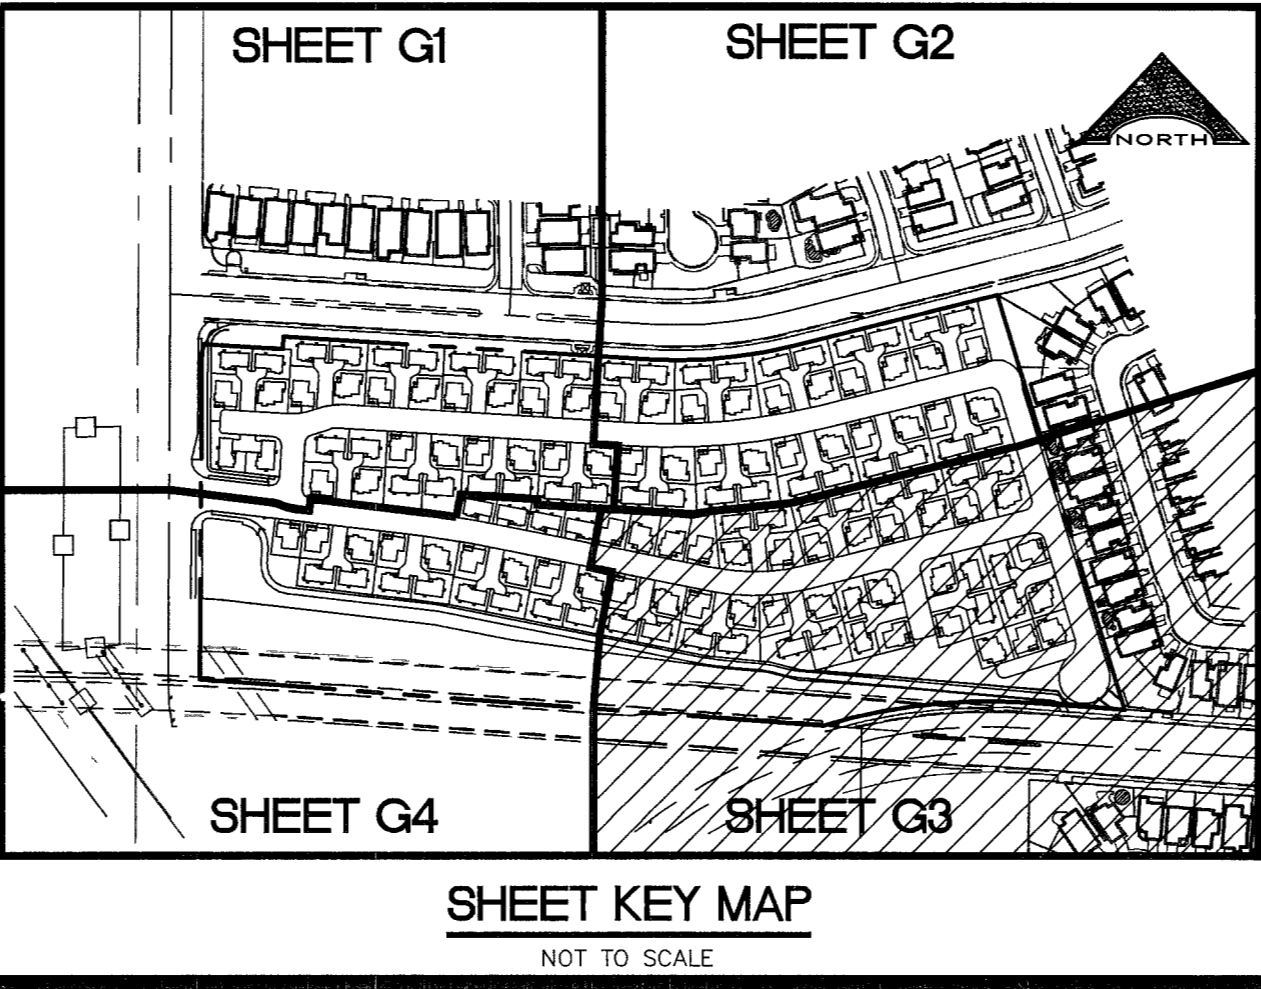 SHEET G1
SHEET G2
NORTH
SHEET G4
SHEET G3
SHEET KEY MAP
NOT TO SCALE